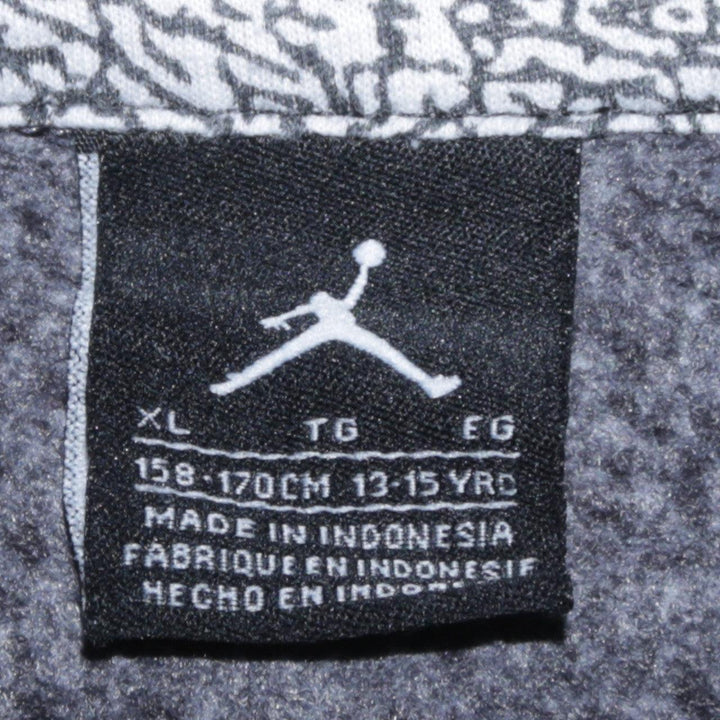 XL TG EG
158-170CM 13-15 YRS
MADE IN INDONESIA
FABRIQUE EN INDONESIE
HECHO EN